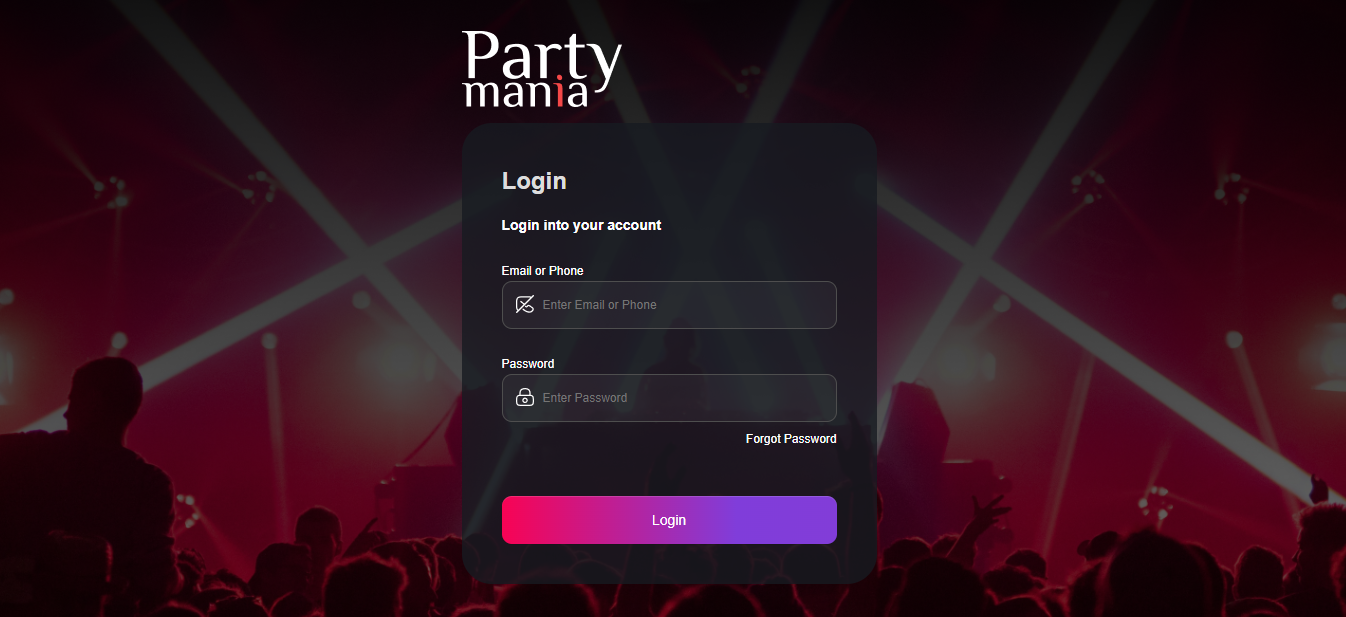 Party
mania
Login
Login into your account
Email or Phone
Enter Email or Phone
Password
Enter Password
Forgot Password
Login